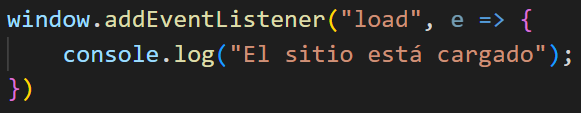 window.addEventListener("load", e => {
    console.log("El sitio está cargado");
})